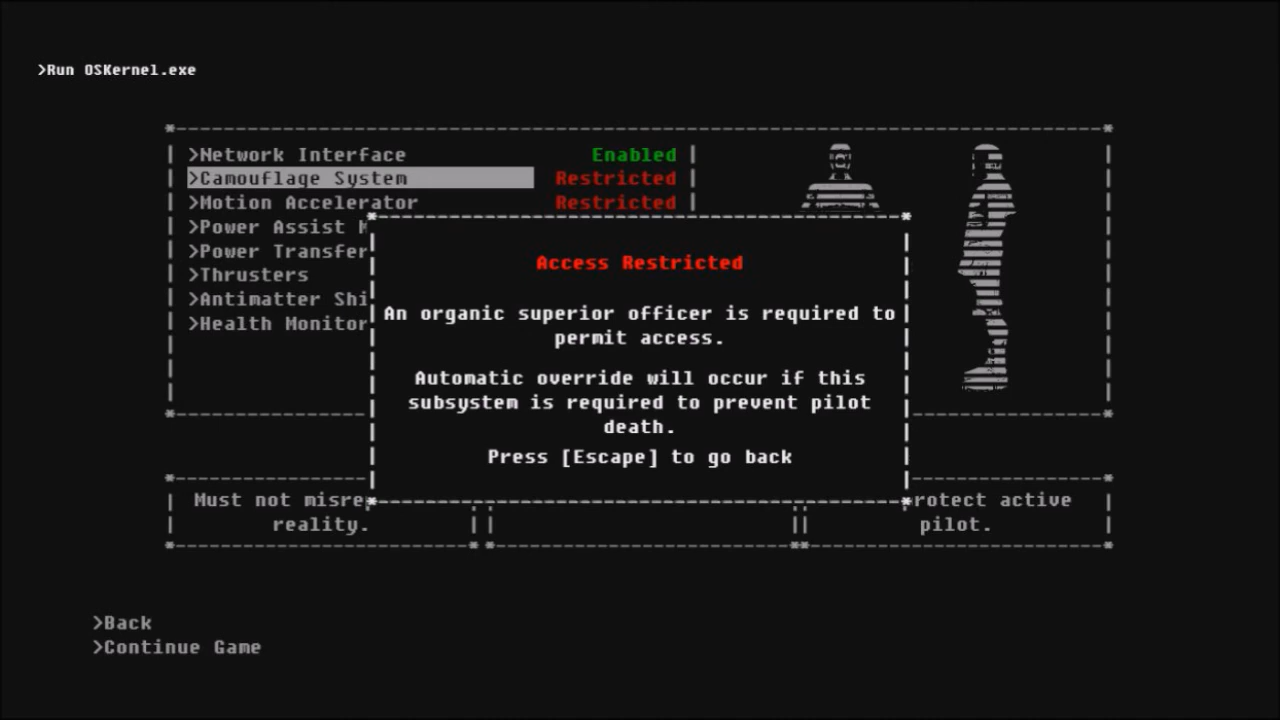 >Run OSKernel.exe
>Network Interface Enabled
>Camouflage System Restricted
>Motion Accelerator Restricted
>Power Assist
>Power Transfer
>Thrusters
>Antimatter
>Health Monitor
Access Restricted
An organic superior officer is required to
permit access.
Automatic override will occur if this
subsystem is required to prevent pilot
death.
Press [Escape] to go back
Must not
reality.
active
pilot.
>Back
>Continue Game